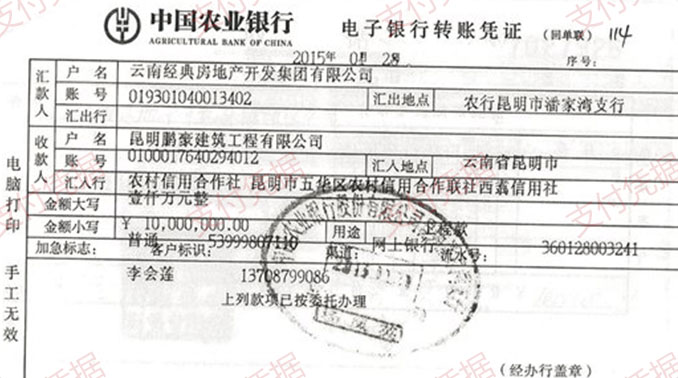 中国农业银行
AGRICULTURAL BANK OF CHINA
电子银行转账凭证 (回单联) 114
2015年 01 28 序号:
汇款人 户名 云南经典房地产开发集团有限公司
账号 019301040013402 汇出地点 农行昆明市潘家湾支行
汇出行
收款人 户名 昆明鹏豪建筑工程有限公司
账号 0100017640294012 汇入地点 云南省昆明市
汇入行 农村信用合作社 昆明市五华区农村信用合作联社西翥信用社
金额大写 壹仟万元整
金额小写 ¥ 10,000,000.00 用途 工程款
加急标志: 普通 客户标识: 53999807110 渠道: 网上银行 流水号: 360128003241
李会莲 13708799086
上列款项已按委托办理
电脑打印 手工无效
(经办行盖章)
支付凭据